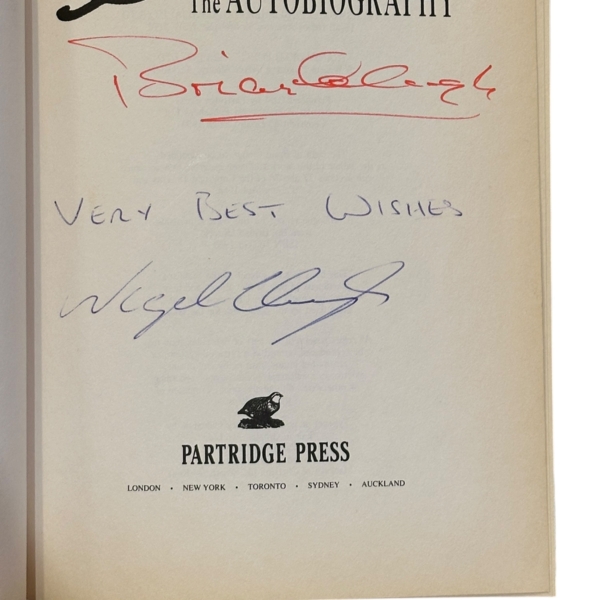 The AUTOBIOGRAPHY
Brian Clough
VERY BEST WISHES
Nigel Clough
PARTRIDGE PRESS
LONDON · NEW YORK · TORONTO · SYDNEY · AUCKLAND